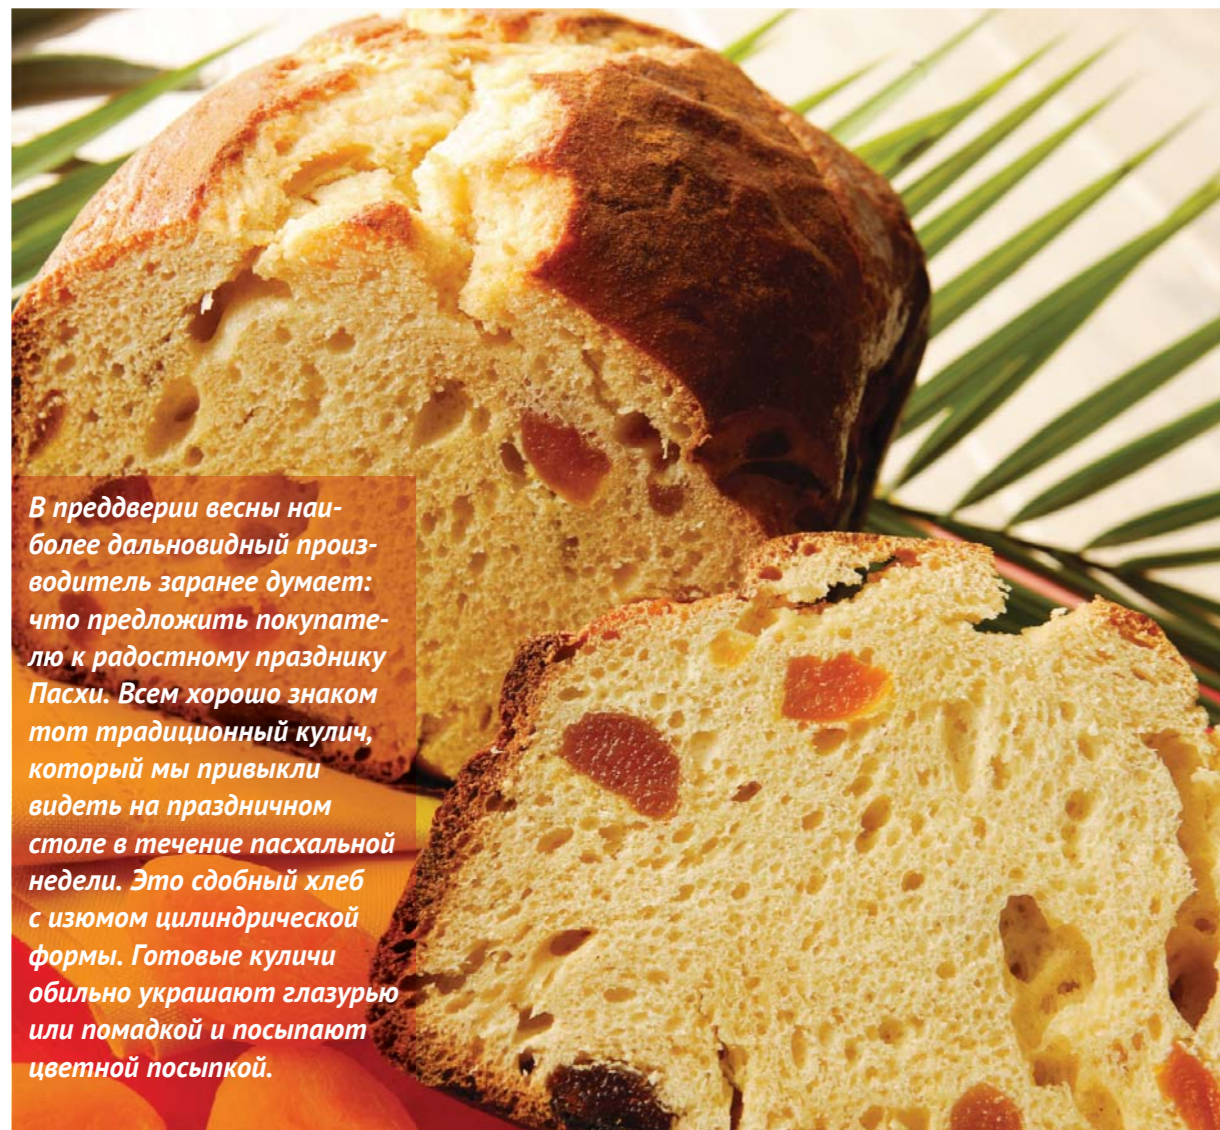 В преддверии весны наи-
более дальновидный произ-
водитель заранее думает:
что предложить покупате-
лю к радостному празднику
Пасхи. Всем хорошо знаком
тот традиционный кулич,
который мы привыкли
видеть на праздничном
столе в течение пасхальной
недели. Это сдобный хлеб
с изюмом цилиндрической
формы. Готовые куличи
обильно украшают глазурью
или помадкой и посыпают
цветной посыпкой.